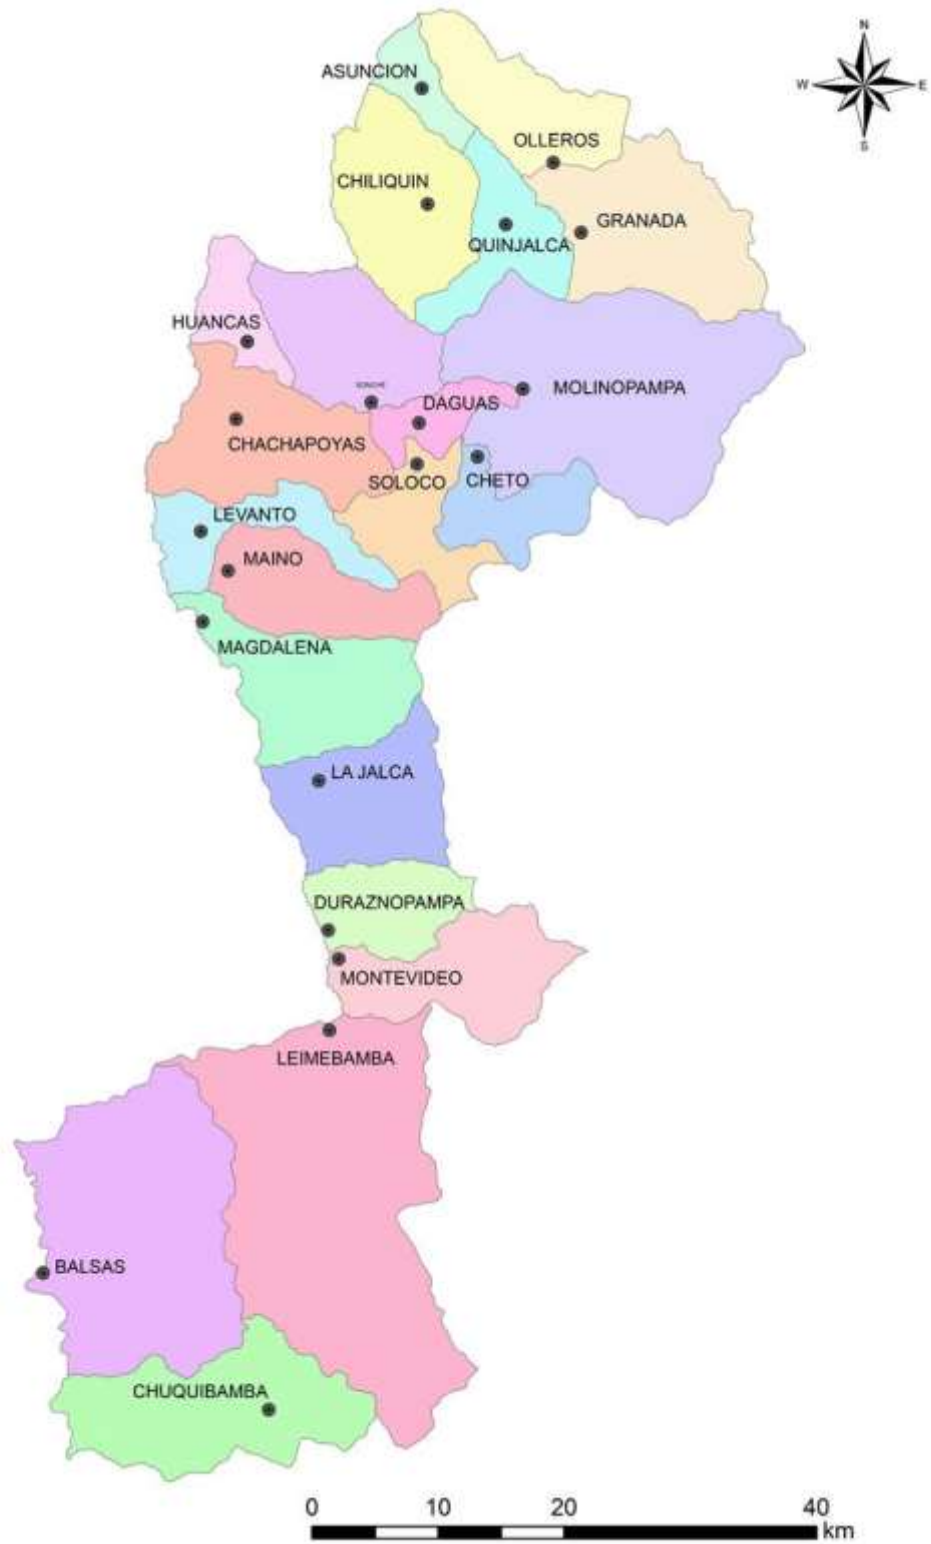 N
W E
S
ASUNCION
OLLEROS
CHILIQUIN
GRANADA
QUINJALCA
HUANCAS
MOLINOPAMPA
DAGUAS
CHACHAPOYAS
SOLOCO
CHETO
LEVANTO
MAINO
MAGDALENA
LA JALCA
DURAZNOPAMPA
MONTEVIDEO
LEIMEBAMBA
BALSAS
CHUQUIBAMBA
0 10 20 40
km